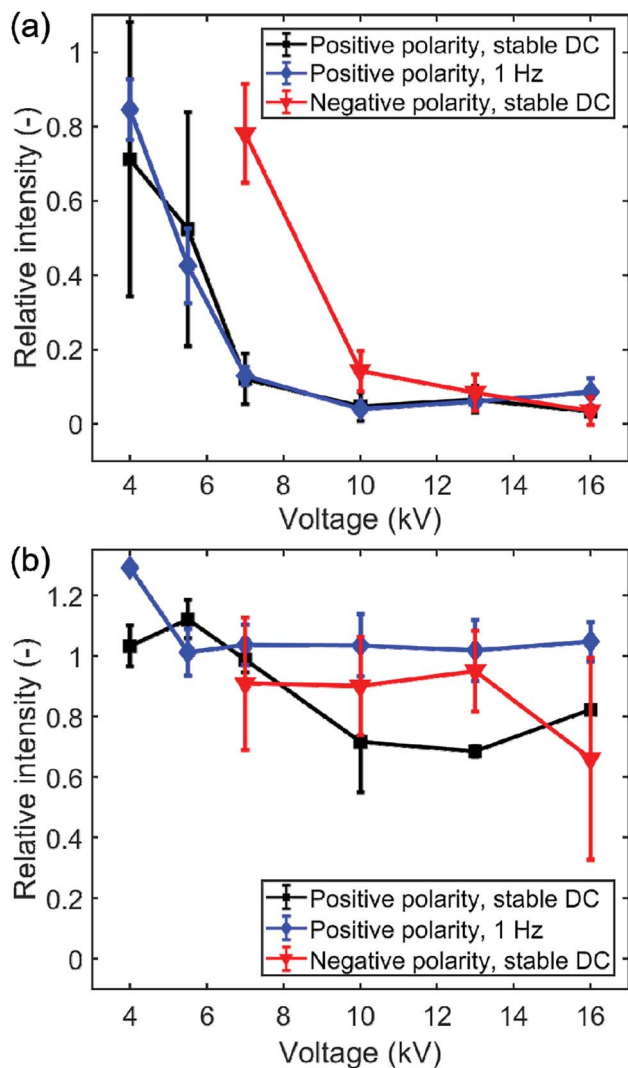 (a)
1
0.8
0.6
0.4
0.2
0
Relative intensity (-)
Positive polarity, stable DC
Positive polarity, 1 Hz
Negative polarity, stable DC
4 6 8 10 12 14 16
Voltage (kV)
(b)
1.2
1
0.8
0.6
0.4
0.2
0
Relative intensity (-)
Positive polarity, stable DC
Positive polarity, 1 Hz
Negative polarity, stable DC
4 6 8 10 12 14 16
Voltage (kV)